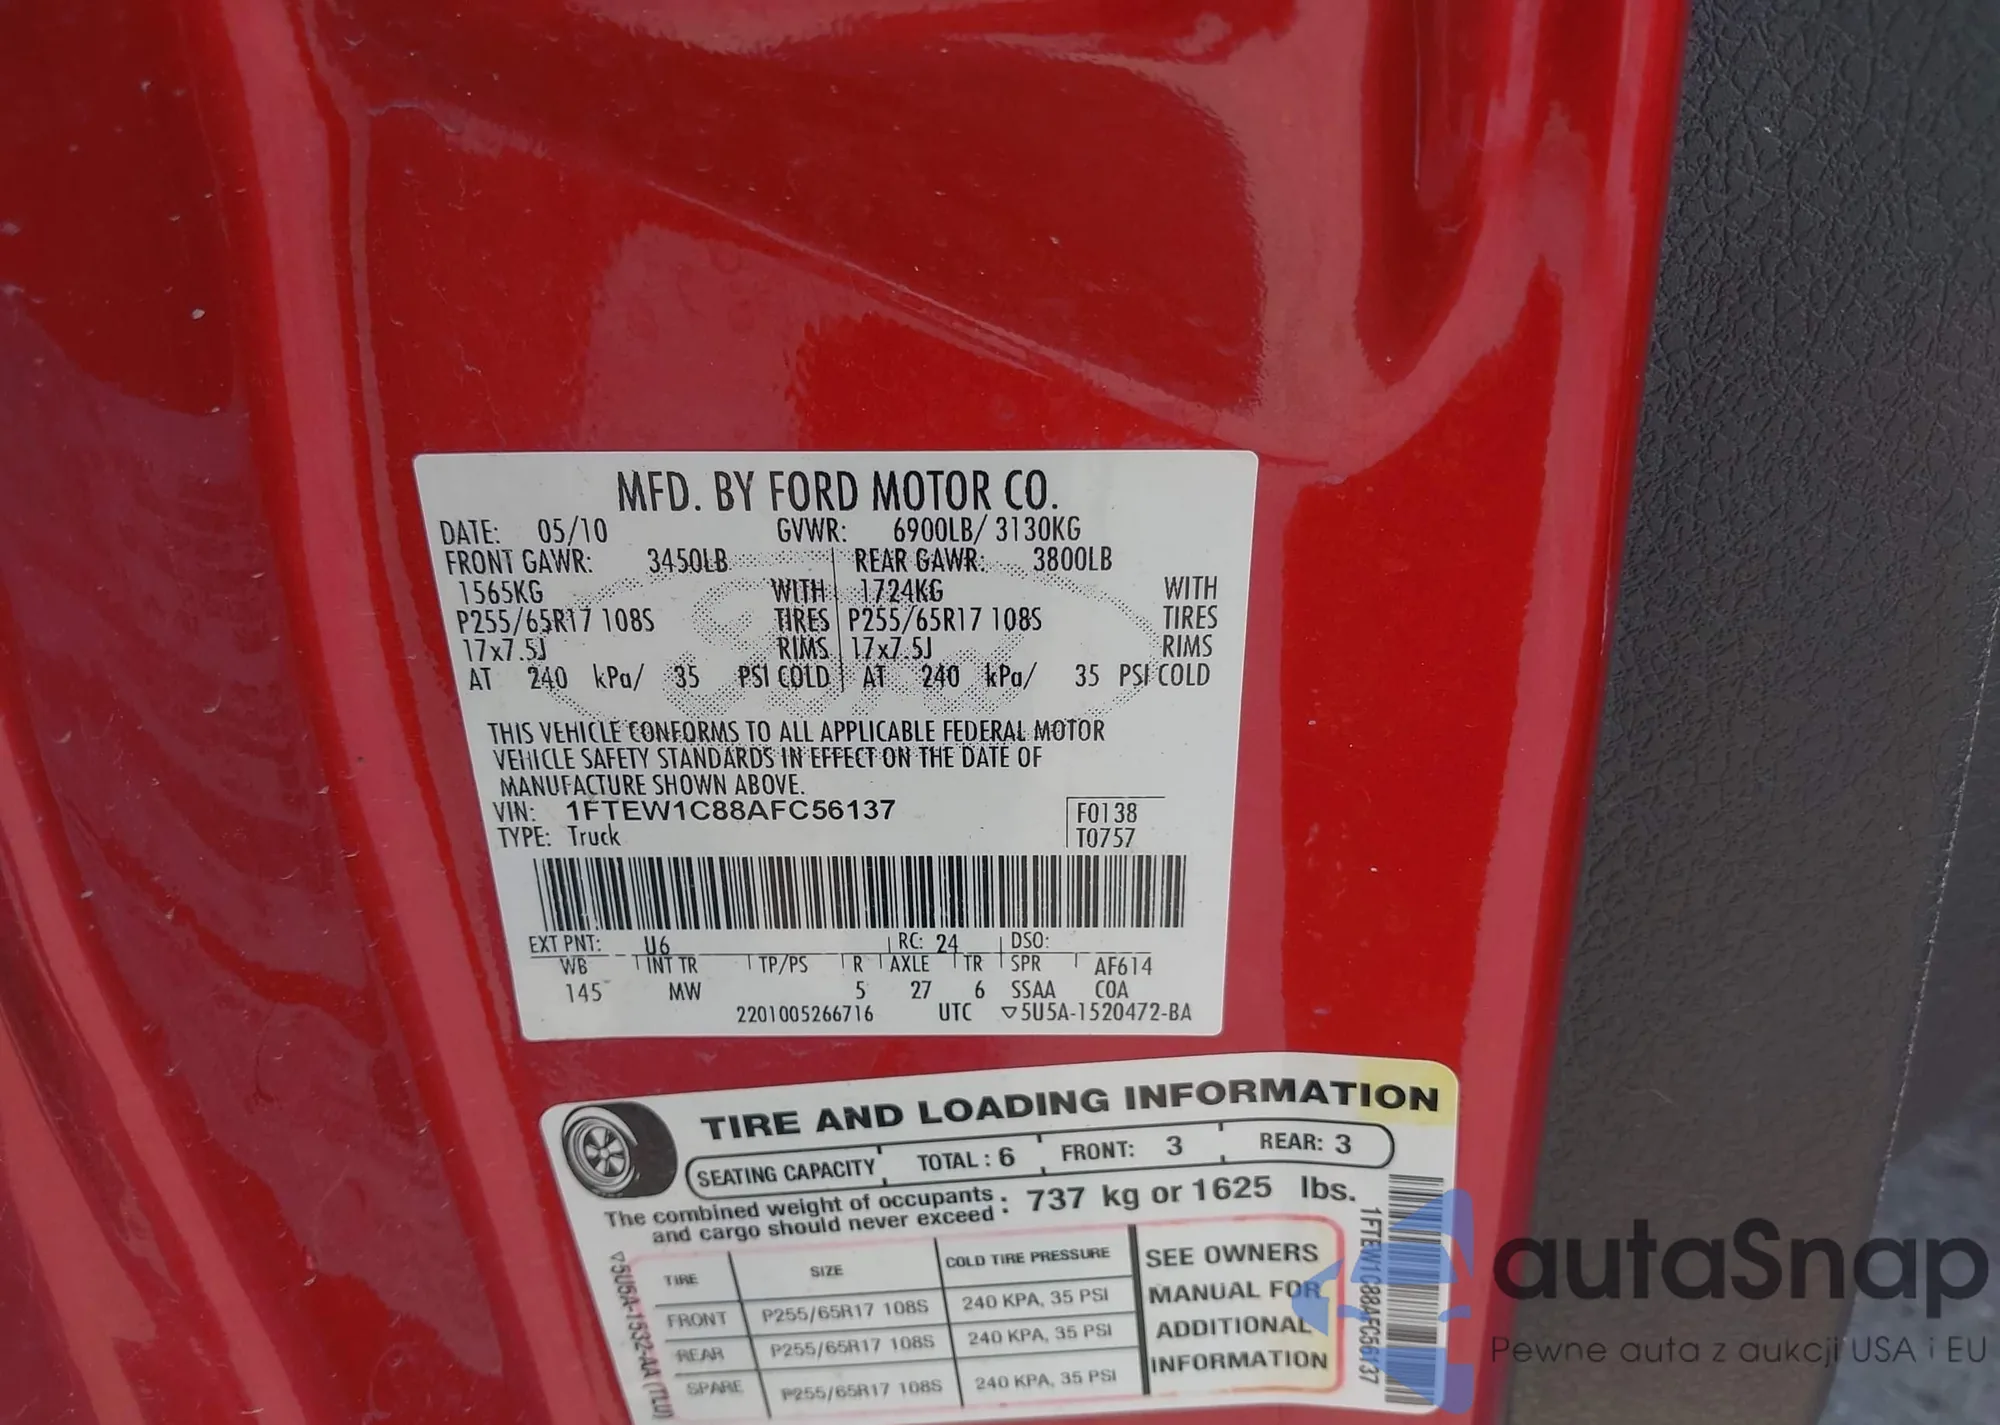 MFD. BY FORD MOTOR CO.
DATE: 05/10 GVWR: 6900LB/ 3130KG
FRONT GAWR: 3450LB REAR GAWR: 3800LB
1565KG WITH 1724KG WITH
P255/65R17 108S TIRES P255/65R17 108S TIRES
17x7.5J RIMS 17x7.5J RIMS
AT 240 kPa/ 35 PSI COLD AT 240 kPa/ 35 PSI COLD
THIS VEHICLE CONFORMS TO ALL APPLICABLE FEDERAL MOTOR
VEHICLE SAFETY STANDARDS IN EFFECT ON THE DATE OF
MANUFACTURE SHOWN ABOVE.
VIN: 1FTEW1C88AFC56137 F0138
TYPE: Truck T0757
EXT PNT: U6 RC: 24 DSO:
WB INT TR TP/PS R AXLE TR SPR AF614
145 MW 5 27 6 SSAA COA
2201005266716 UTC ▽5U5A-1520472-BA
TIRE AND LOADING INFORMATION
SEATING CAPACITY TOTAL : 6 FRONT: 3 REAR: 3
The combined weight of occupants
and cargo should never exceed : 737 kg or 1625 lbs.
TIRE SIZE COLD TIRE PRESSURE
FRONT P255/65R17 108S 240 KPA, 35 PSI
REAR P255/65R17 108S 240 KPA, 35 PSI
SPARE P255/65R17 108S 240 KPA, 35 PSI
SEE OWNERS
MANUAL FOR
ADDITIONAL
INFORMATION
▽5U5A-1532-AA (TLU)
1FTEW1C88AFC56137
autaSnap
Pewne auta z aukcji USA i EU